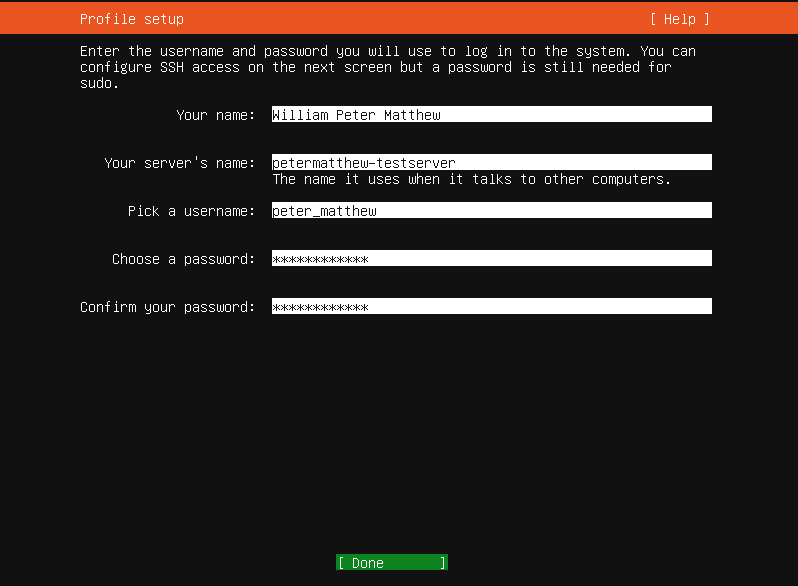 Profile setup [ Help ]
Enter the username and password you will use to log in to the system. You can
configure SSH access on the next screen but a password is still needed for
sudo.
Your name: William Peter Matthew
Your server's name: petermatthew-testserver
The name it uses when it talks to other computers.
Pick a username: peter_matthew
Choose a password: ************
Confirm your password: ************
[ Done ]